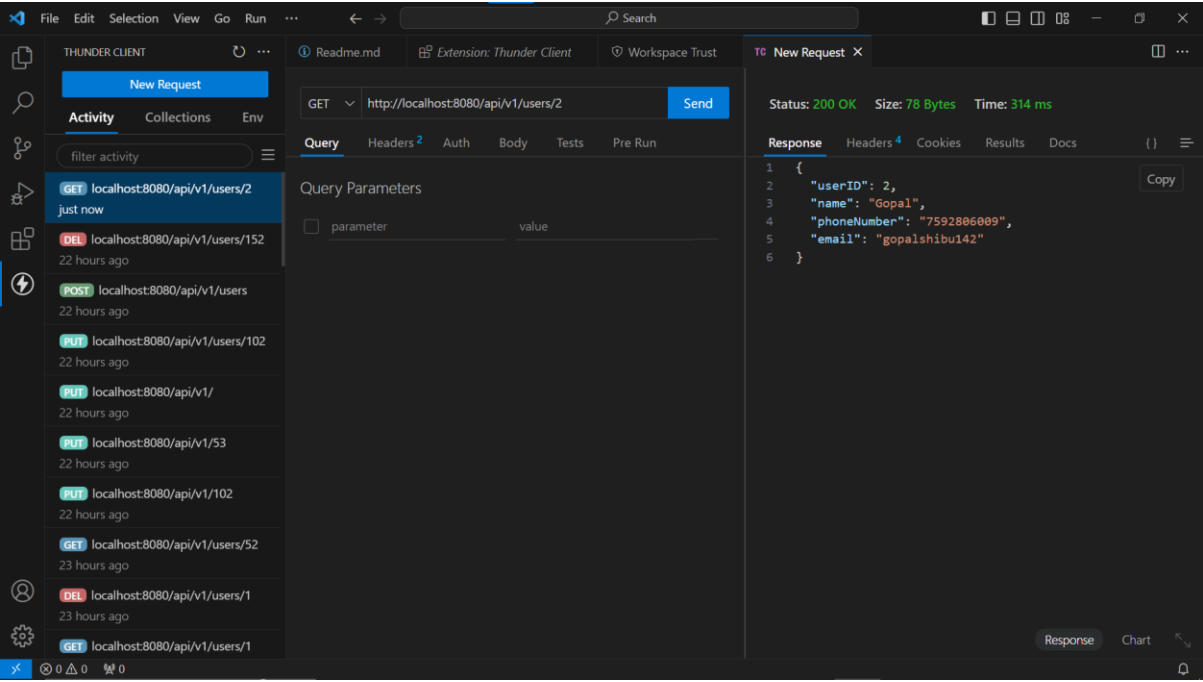 File Edit Selection View Go Run ··· Search
THUNDER CLIENT
New Request
Activity Collections Env
filter activity
GET localhost:8080/api/v1/users/2
just now
DEL localhost:8080/api/v1/users/152
22 hours ago
POST localhost:8080/api/v1/users
22 hours ago
PUT localhost:8080/api/v1/users/102
22 hours ago
PUT localhost:8080/api/v1/
22 hours ago
PUT localhost:8080/api/v1/53
22 hours ago
PUT localhost:8080/api/v1/102
22 hours ago
GET localhost:8080/api/v1/users/52
23 hours ago
DEL localhost:8080/api/v1/users/1
23 hours ago
GET localhost:8080/api/v1/users/1
Readme.md Extension: Thunder Client Workspace Trust TC New Request
GET http://localhost:8080/api/v1/users/2 Send
Query Headers 2 Auth Body Tests Pre Run
Query Parameters
parameter value
Status: 200 OK Size: 78 Bytes Time: 314 ms
Response Headers 4 Cookies Results Docs { }
Copy
1 {
2 "userID": 2,
3 "name": "Gopal",
4 "phoneNumber": "7592806009",
5 "email": "gopalshibu142"
6 }
Response Chart
0 0 0